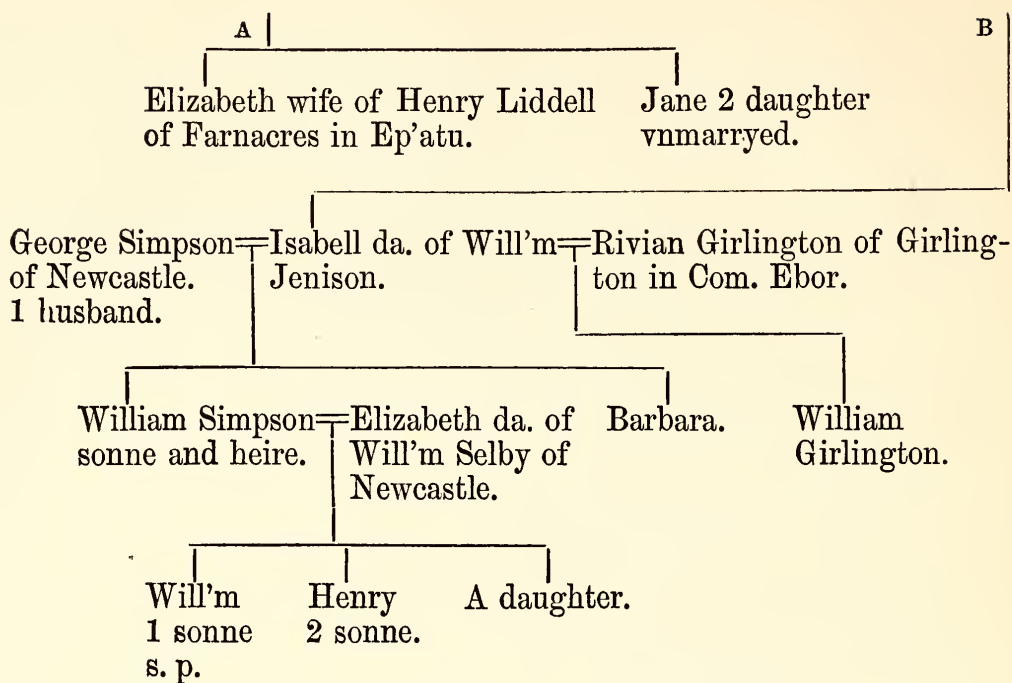 A B
Elizabeth wife of Henry Liddell
of Farnacres in Ep'atu.
Jane 2 daughter
vnmarryed.
George Simpson
of Newcastle.
1 husband.
Isabell da. of Will'm
Jenison.
Rivian Girlington of Girling-
ton in Com. Ebor.
William Simpson
sonne and heire.
Elizabeth da. of
Will'm Selby of
Newcastle.
Barbara.
William
Girlington.
Will'm
1 sonne
s. p.
Henry
2 sonne.
A daughter.